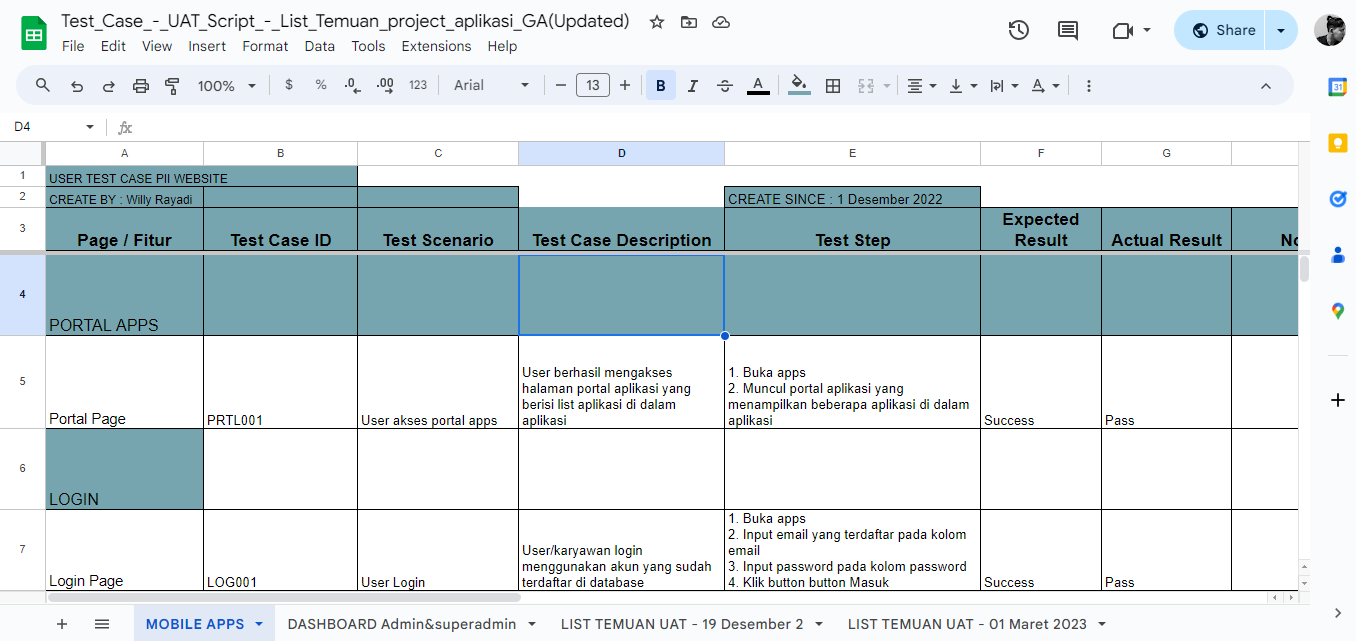 Test_Case_-_UAT_Script_-_List_Temuan_project_aplikasi_GA(Updated)
File Edit View Insert Format Data Tools Extensions Help
Share
100% $ % .0 .00 123 Arial 13 B I S A
31
D4 fx
A B C D E F G
1 USER TEST CASE PII WEBSITE
2 CREATE BY : Willy Rayadi CREATE SINCE : 1 Desember 2022
3 Page / Fitur Test Case ID Test Scenario Test Case Description Test Step Expected Result Actual Result
4 PORTAL APPS
5 Portal Page PRTL001 User akses portal apps
User berhasil mengakses
halaman portal aplikasi yang
berisi list aplikasi di dalam
aplikasi
1. Buka apps
2. Muncul portal aplikasi yang
menampilkan beberapa aplikasi di dalam
aplikasi
Success Pass
6 LOGIN
7 Login Page LOG001 User Login
User/karyawan login
menggunakan akun yang sudah
terdaftar di database
1. Buka apps
2. Input email yang terdaftar pada kolom
email
3. Input password pada kolom password
4. Klik button button Masuk
Success Pass
MOBILE APPS DASHBOARD Admin&superadmin LIST TEMUAN UAT - 19 Desember 2 LIST TEMUAN UAT - 01 Maret 2023